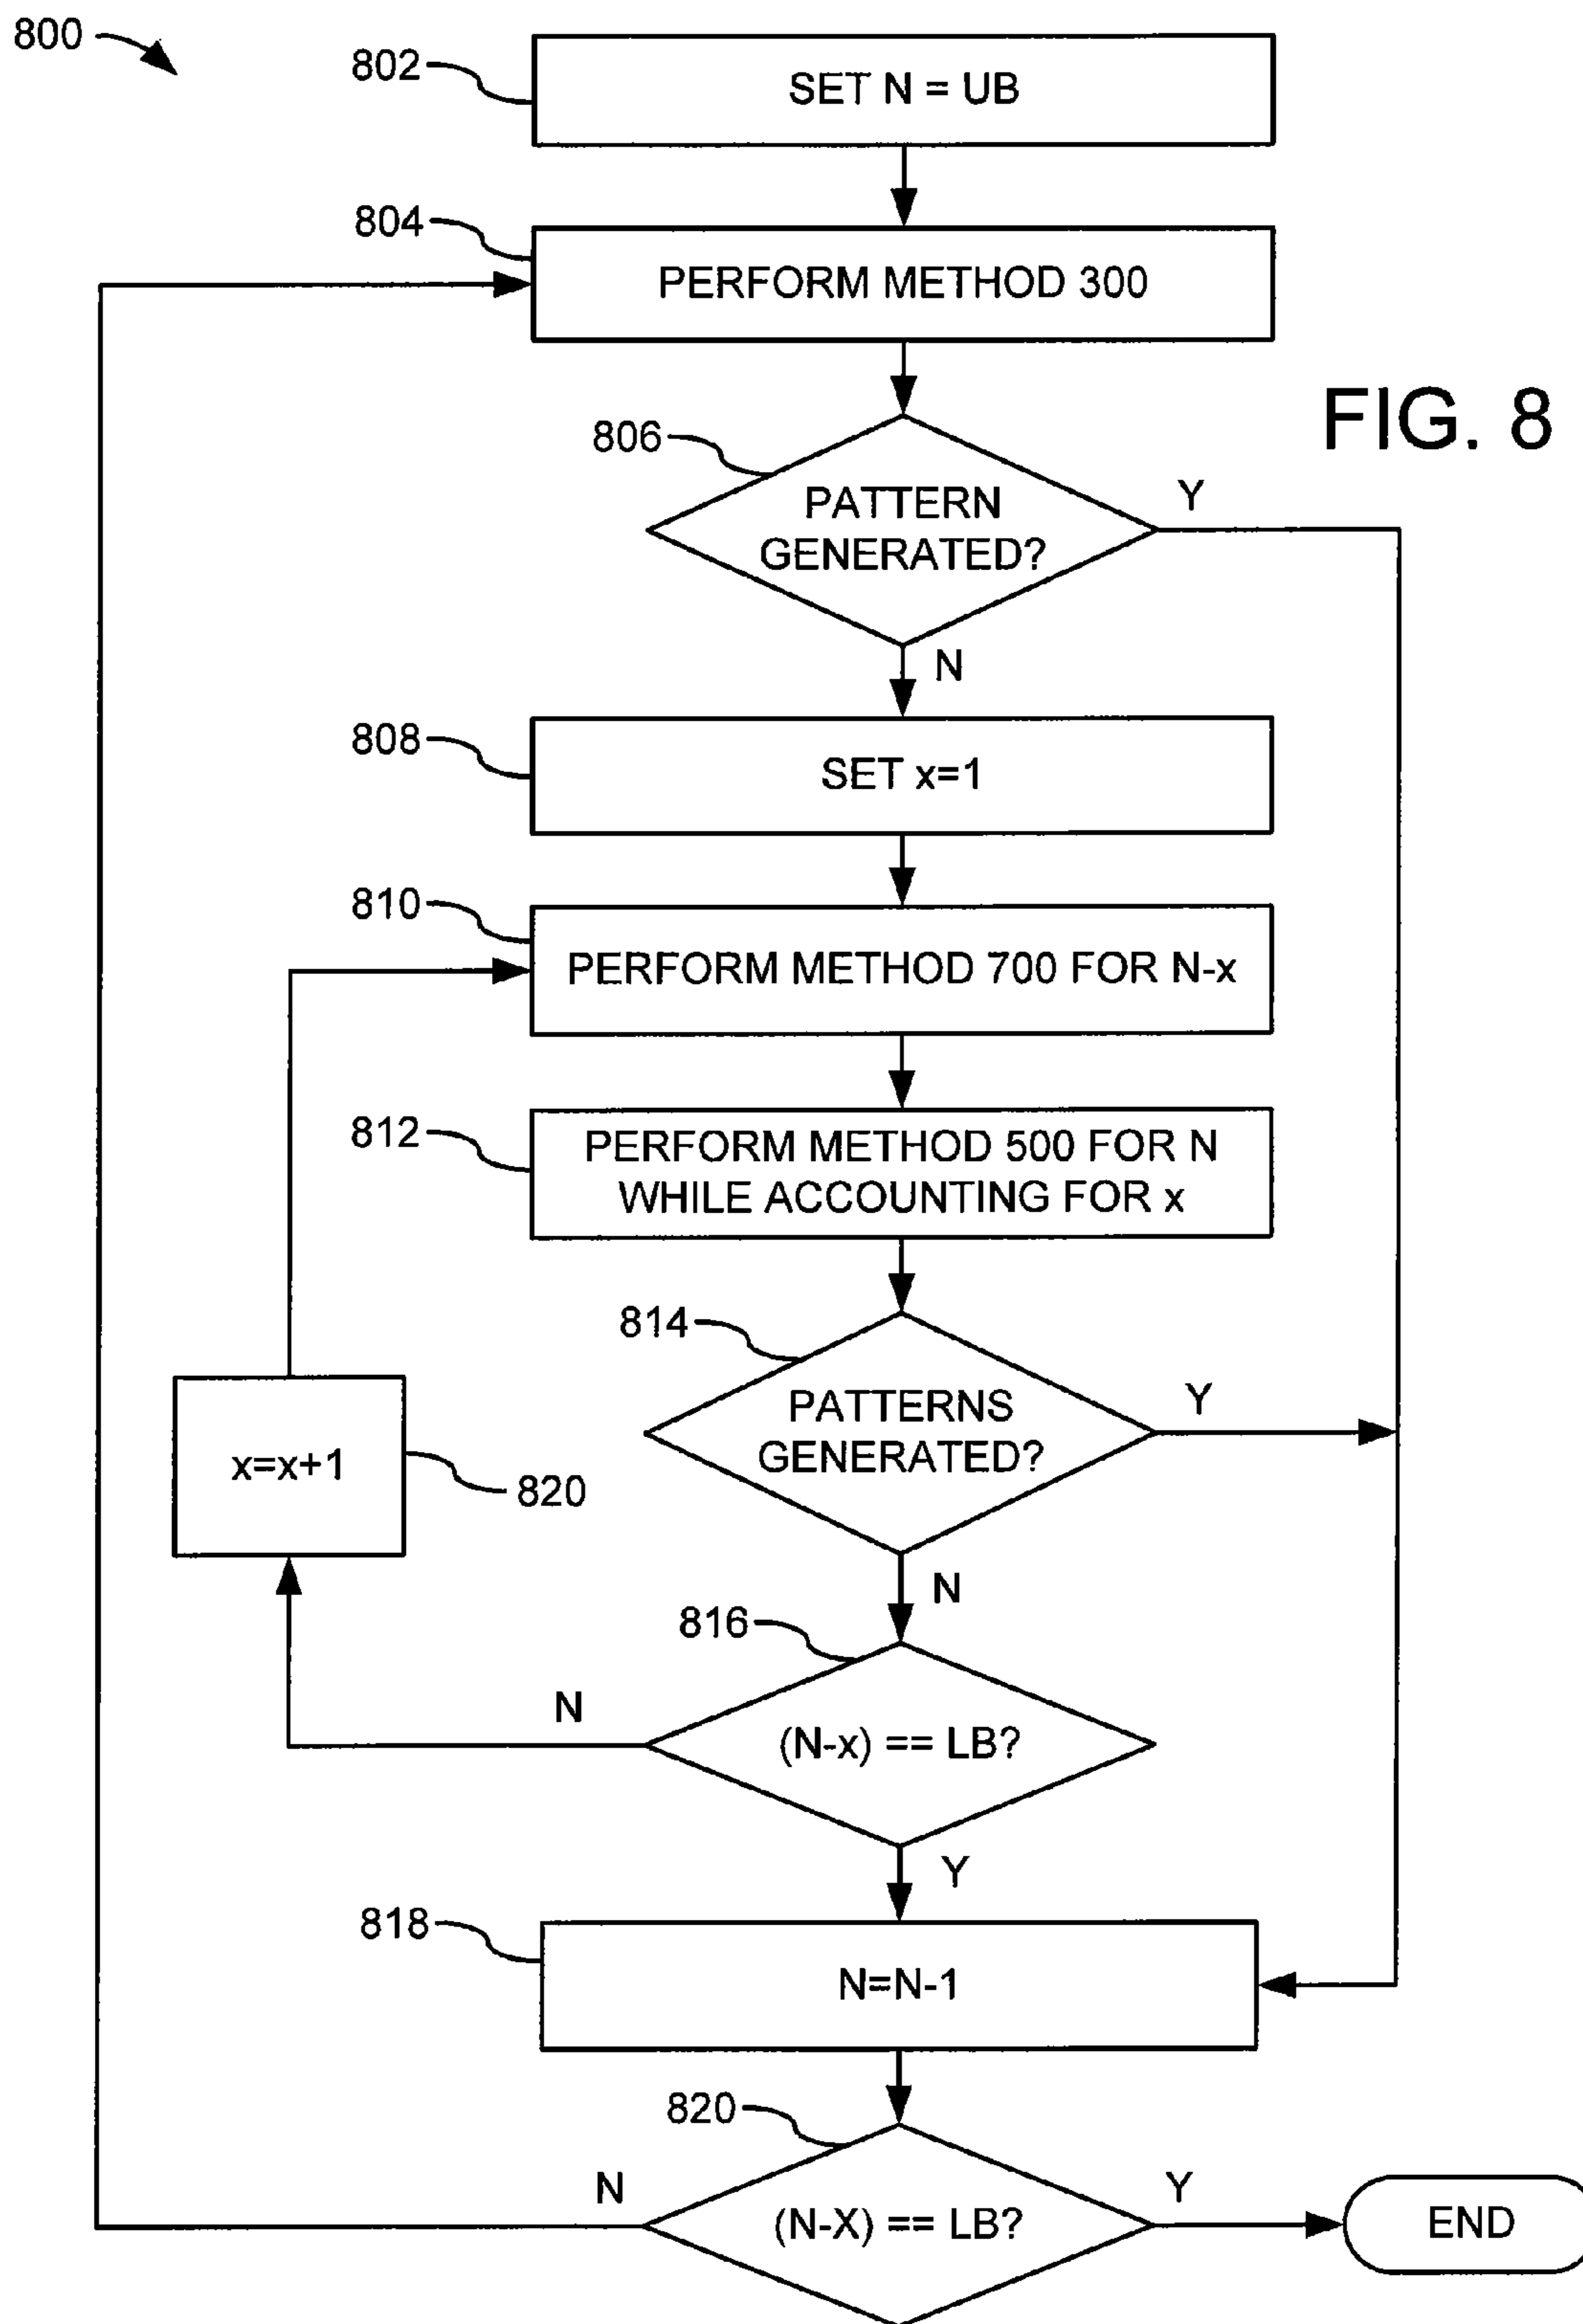 800
802
SET N = UB
804
PERFORM METHOD 300
FIG. 8
806
PATTERN
GENERATED?
Y
N
808
SET x=1
810
PERFORM METHOD 700 FOR N-x
812
PERFORM METHOD 500 FOR N
WHILE ACCOUNTING FOR x
814
PATTERNS
GENERATED?
Y
N
x=x+1
820
816
(N-x) == LB?
N
Y
818
N=N-1
820
(N-X) == LB?
N
Y
END